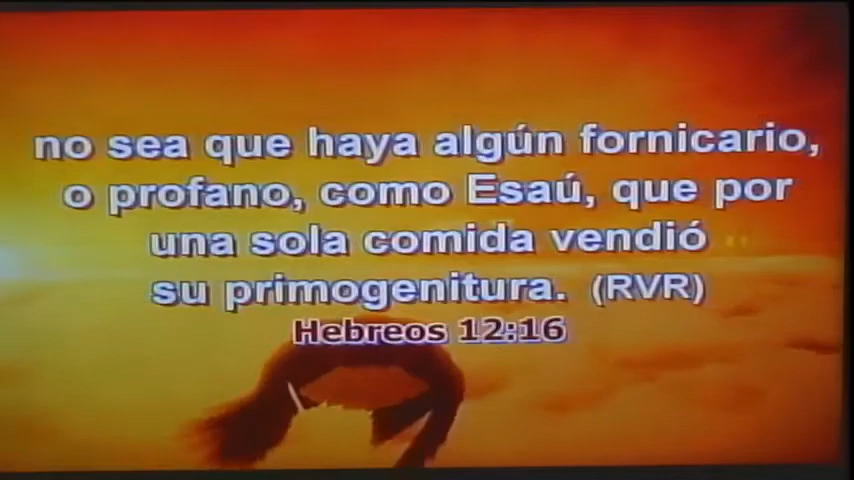 no sea que haya algún fornicario,
o profano, como Esaú, que por
una sola comida vendió
su primogenitura. (RVR)
Hebreos 12:16